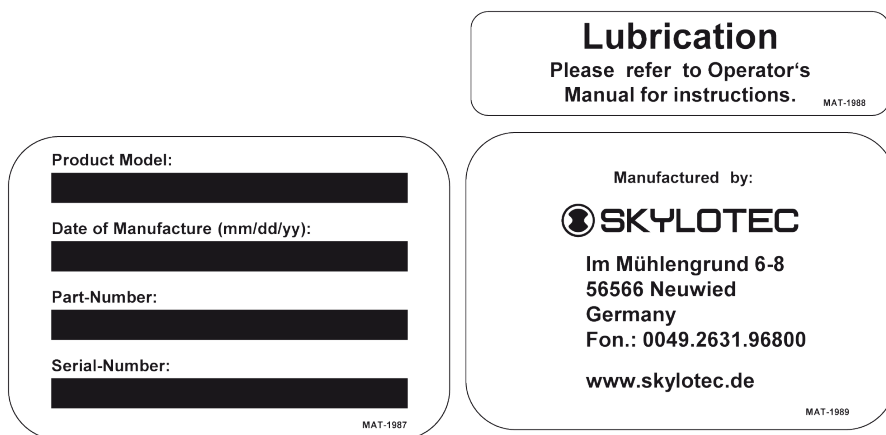 Lubrication
Please refer to Operator‘s
Manual for instructions.
MAT-1988
Product Model:
Date of Manufacture (mm/dd/yy):
Part-Number:
Serial-Number:
MAT-1987
Manufactured by:
SKYLOTEC
Im Mühlengrund 6-8
56566 Neuwied
Germany
Fon.: 0049.2631.96800
www.skylotec.de
MAT-1989